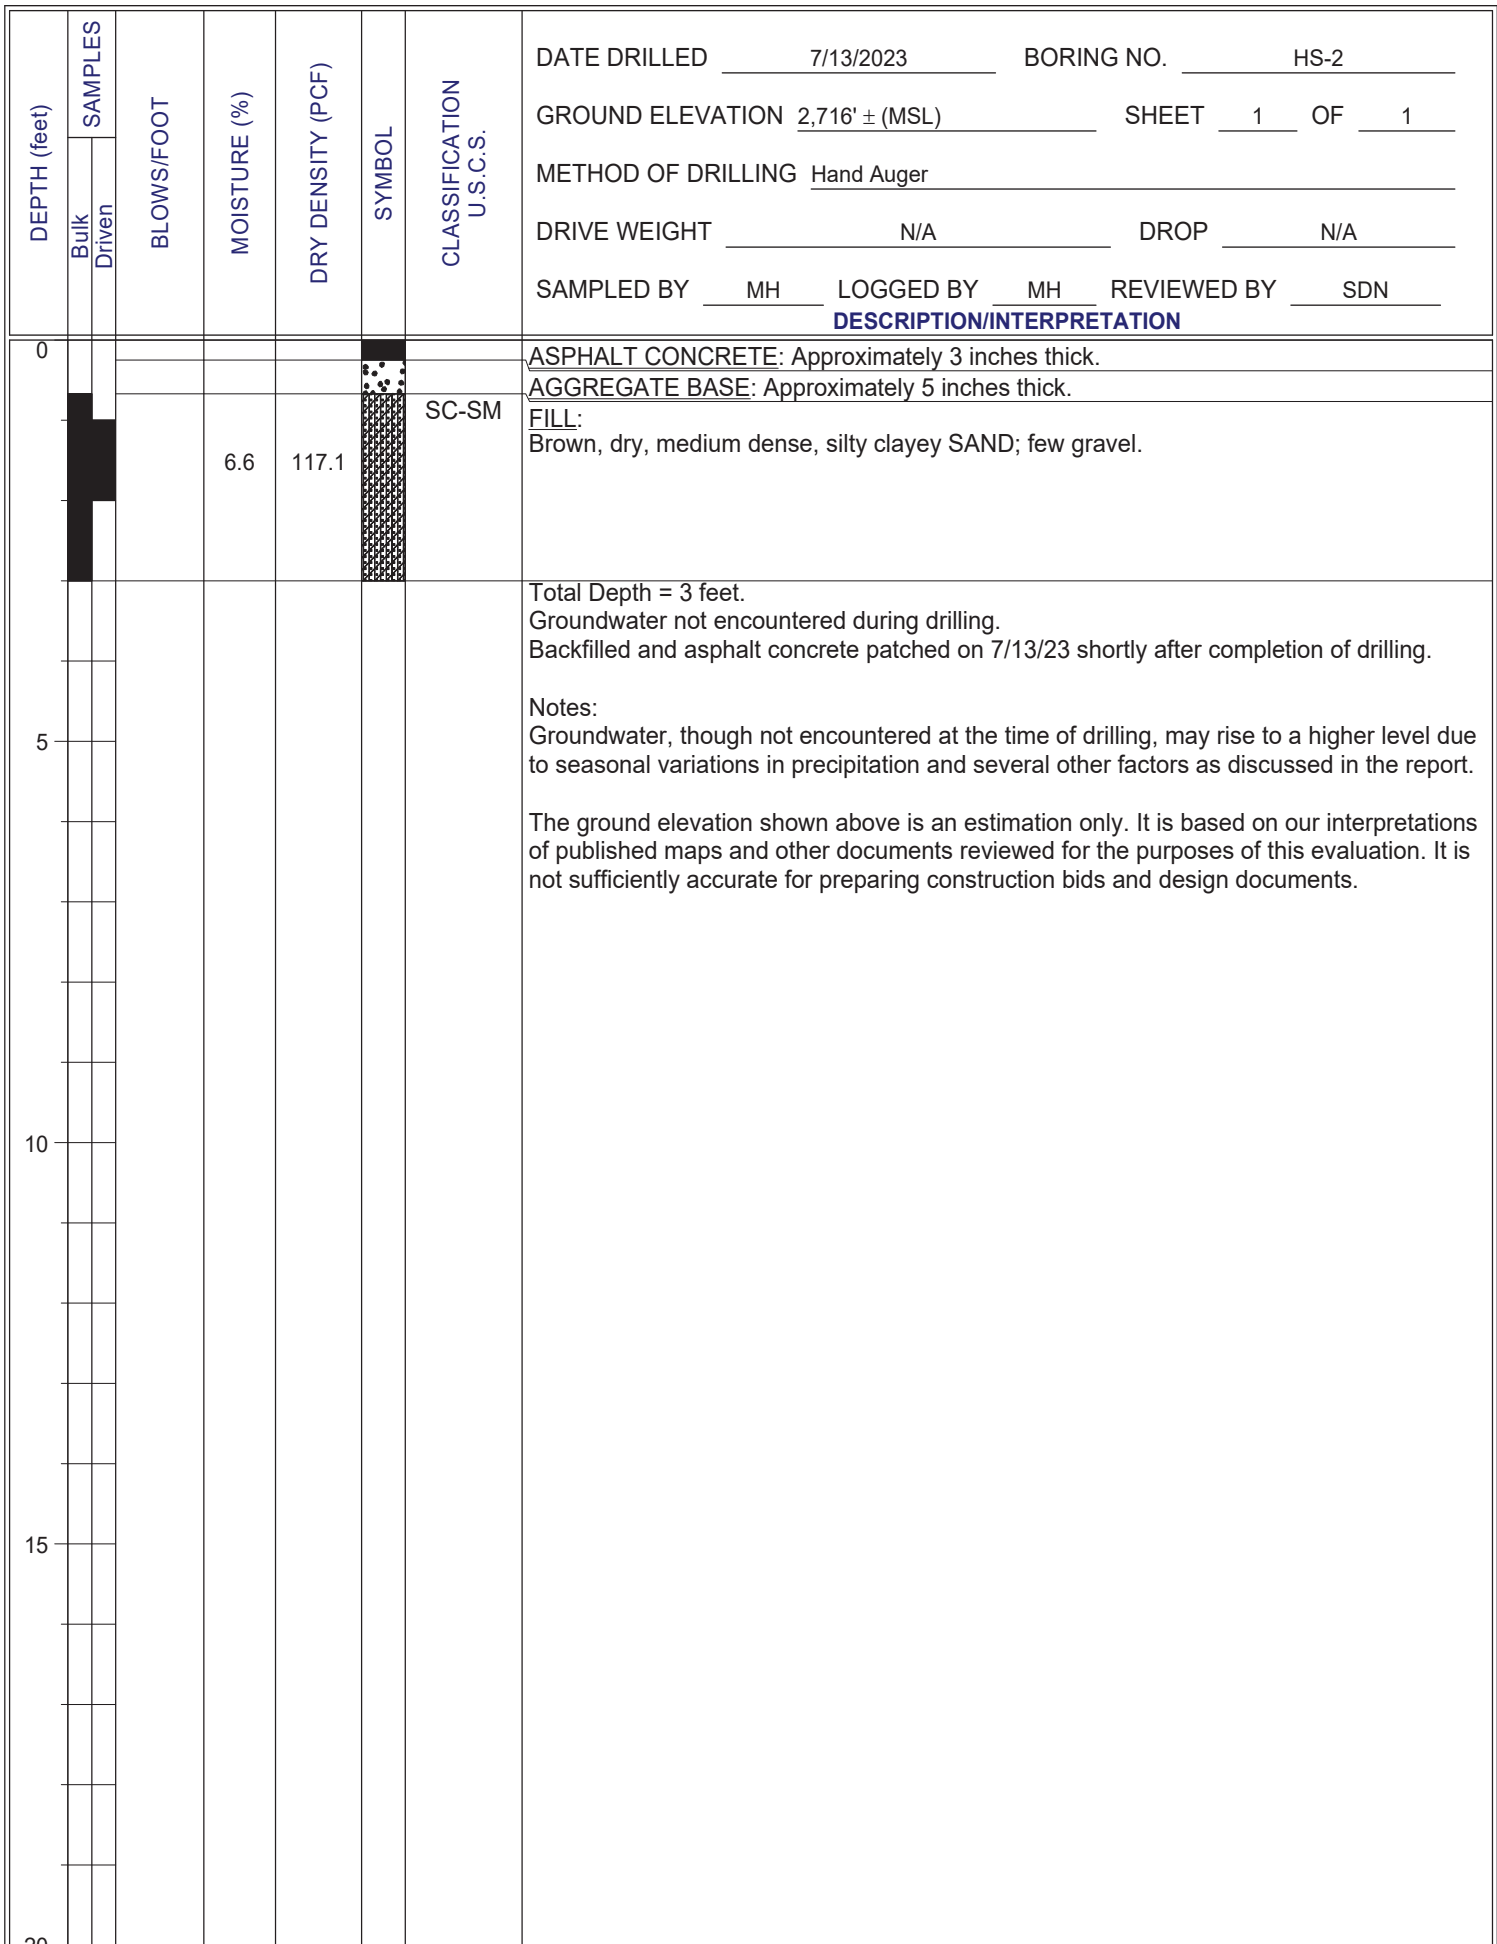 DEPTH (feet)
SAMPLES
Bulk
Driven
BLOWS/FOOT
MOISTURE (%)
DRY DENSITY (PCF)
SYMBOL
CLASSIFICATION
U.S.C.S.
DATE DRILLED 7/13/2023 BORING NO. HS-2
GROUND ELEVATION 2,716' ± (MSL) SHEET 1 OF 1
METHOD OF DRILLING Hand Auger
DRIVE WEIGHT N/A DROP N/A
SAMPLED BY MH LOGGED BY MH REVIEWED BY SDN
DESCRIPTION/INTERPRETATION
0
ASPHALT CONCRETE: Approximately 3 inches thick.
AGGREGATE BASE: Approximately 5 inches thick.
SC-SM
FILL:
Brown, dry, medium dense, silty clayey SAND; few gravel.
6.6 117.1
Total Depth = 3 feet.
Groundwater not encountered during drilling.
Backfilled and asphalt concrete patched on 7/13/23 shortly after completion of drilling.
Notes:
Groundwater, though not encountered at the time of drilling, may rise to a higher level due
to seasonal variations in precipitation and several other factors as discussed in the report.
The ground elevation shown above is an estimation only. It is based on our interpretations
of published maps and other documents reviewed for the purposes of this evaluation. It is
not sufficiently accurate for preparing construction bids and design documents.
5
10
15
20